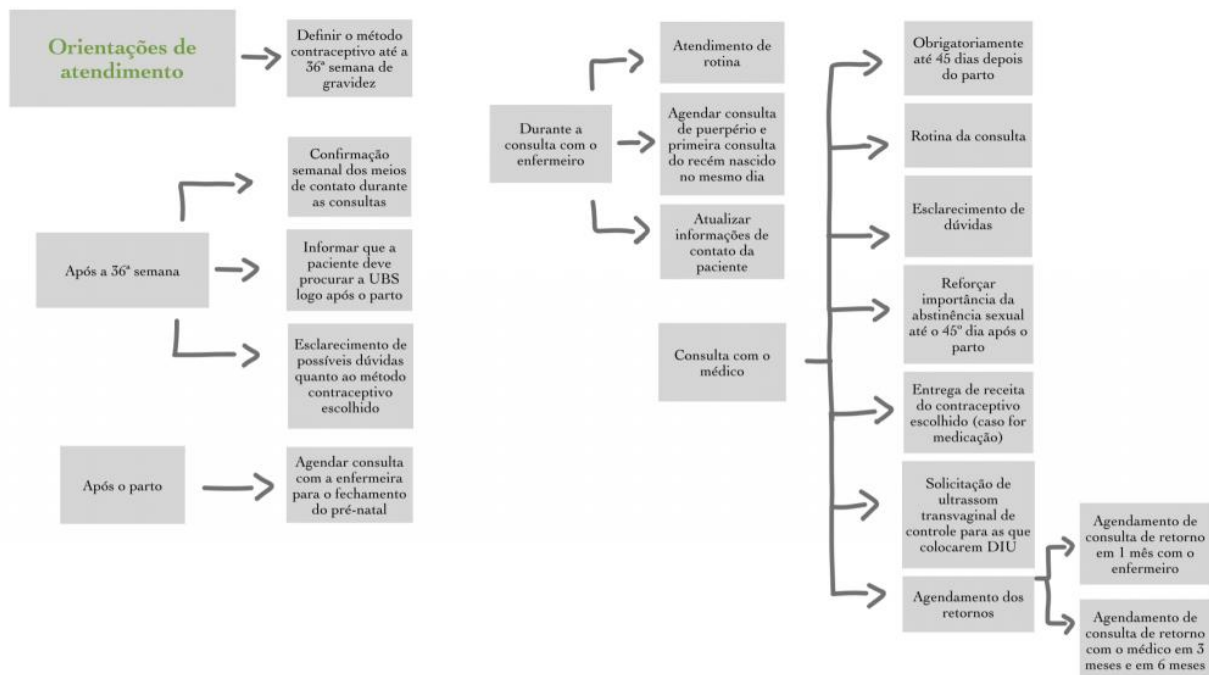 Orientações de
atendimento
Definir o método
contraceptivo até a
36ª semana de
gravidez
Confirmação
semanal dos meios
de contato durante
as consultas
Após a 36ª semana
Informar que a
paciente deve
procurar a UBS
logo após o parto
Esclarecimento de
possíveis dúvidas
quanto ao método
contraceptivo
escolhido
Após o parto
Agendar consulta
com a enfermeira
para o fechamento
do pré-natal
Durante a
consulta com o
enfermeiro
Atendimento de
rotina
Agendar consulta
de puerpério e
primeira consulta
do recém nascido
no mesmo dia
Atualizar
informações de
contato da
paciente
Consulta com o
médico
Obrigatoriamente
até 45 dias depois
do parto
Rotina da consulta
Esclarecimento de
dúvidas
Reforçar
importância da
abstinência sexual
até o 45º dia após o
parto
Entrega de receita
do contraceptivo
escolhido (caso for
medicação)
Solicitação de
ultrassom
transvaginal de
controle para as que
colocarem DIU
Agendamento dos
retornos
Agendamento de
consulta de retorno
em 1 mês com o
enfermeiro
Agendamento de
consulta de retorno
com o médico em 3
meses e em 6 meses